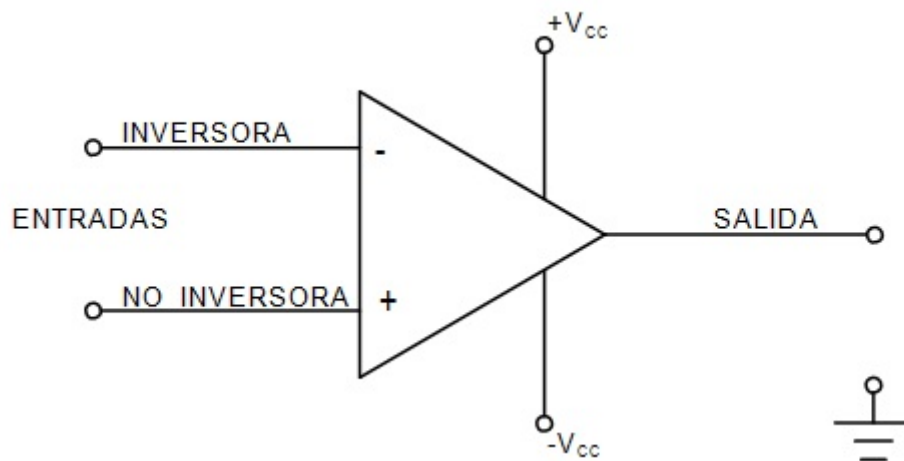 +Vcc
INVERSORA
-
ENTRADAS
SALIDA
NO INVERSORA
+
-Vcc